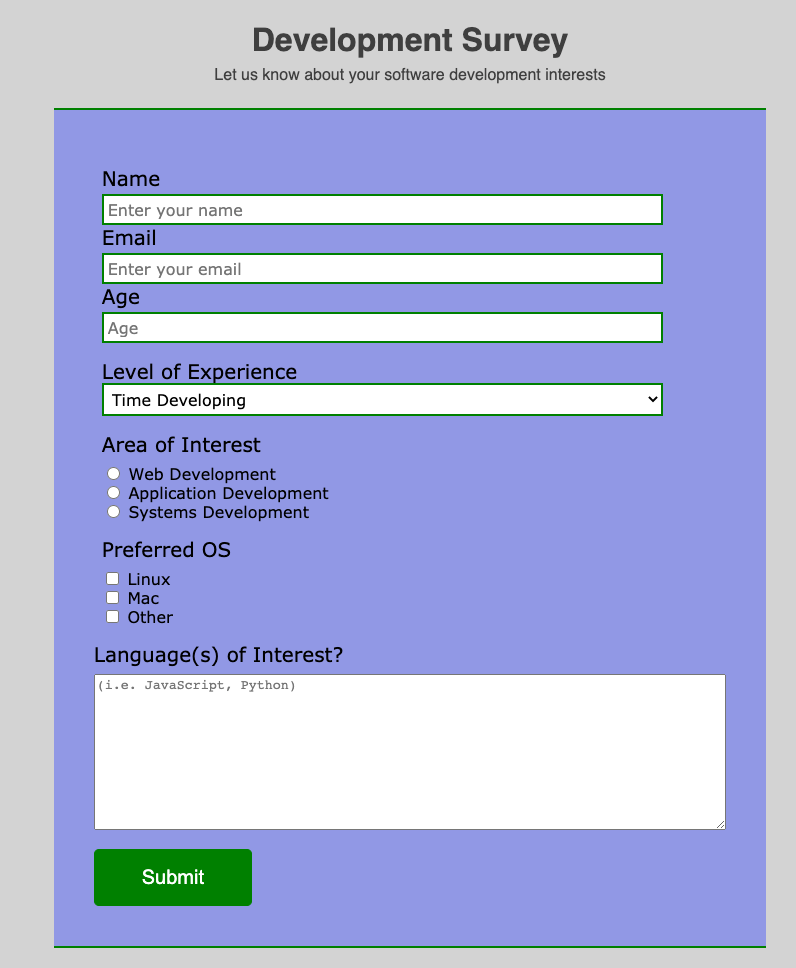 Development Survey
Let us know about your software development interests
Name
Enter your name
Email
Enter your email
Age
Age
Level of Experience
Time Developing
Area of Interest
Web Development
Application Development
Systems Development
Preferred OS
Linux
Mac
Other
Language(s) of Interest?
(i.e. JavaScript, Python)
Submit